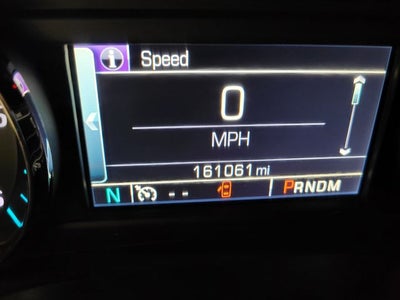 Speed
0
MPH
161061 mi
N -- PRNDM